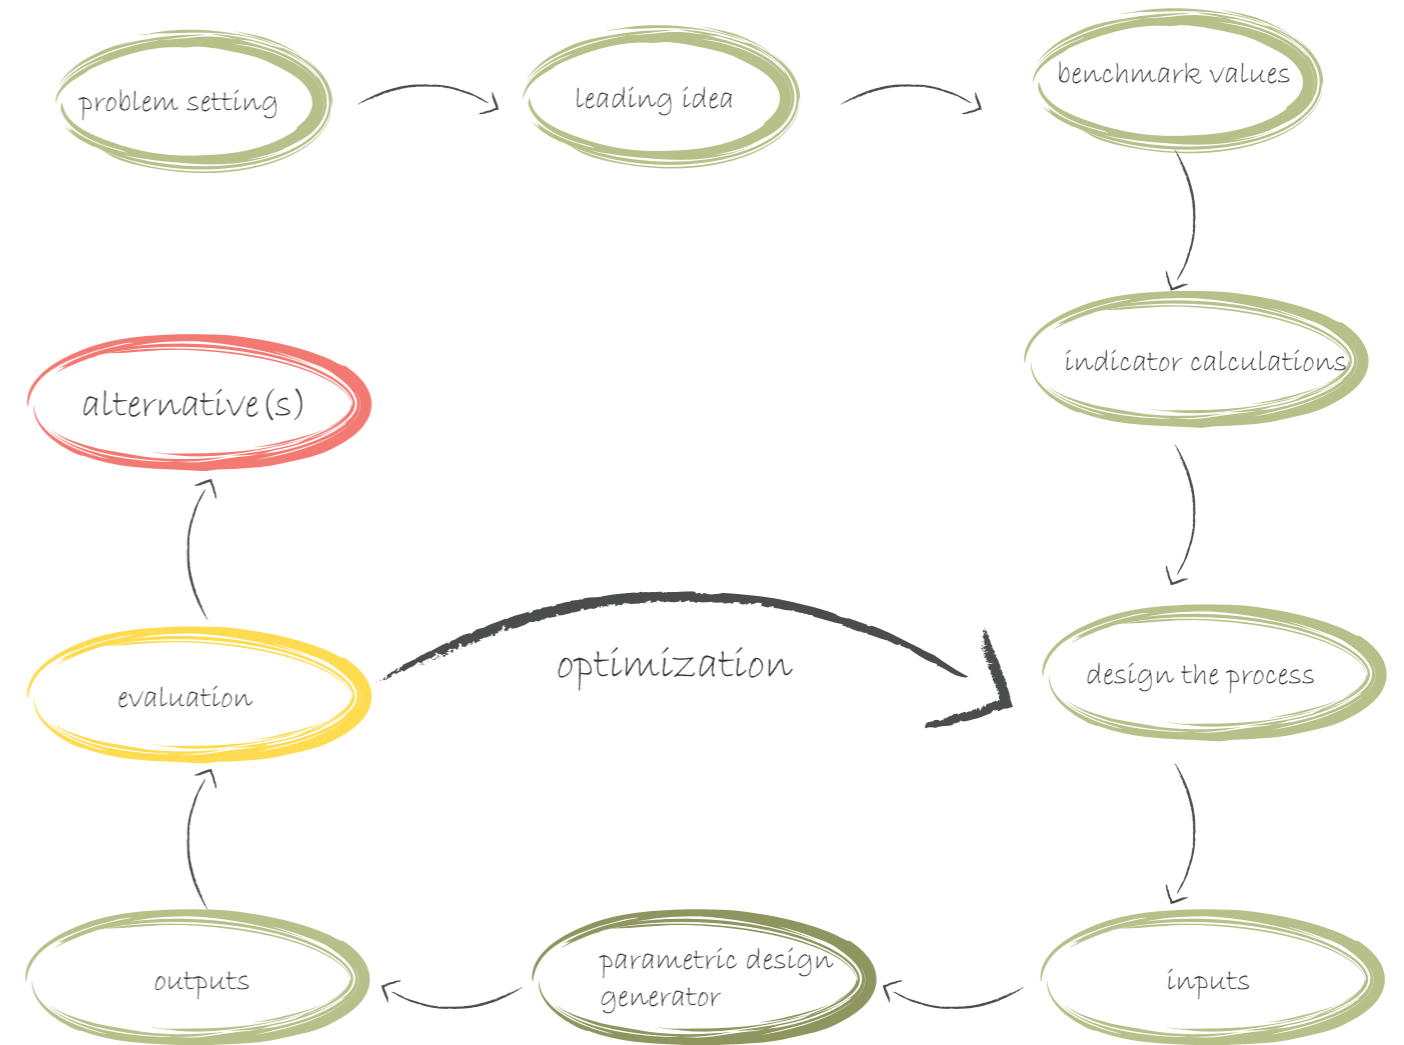 problem setting
leading idea
benchmark values
indicator calculations
alternative(s)
optimization
design the process
evaluation
outputs
parametric design
generator
inputs